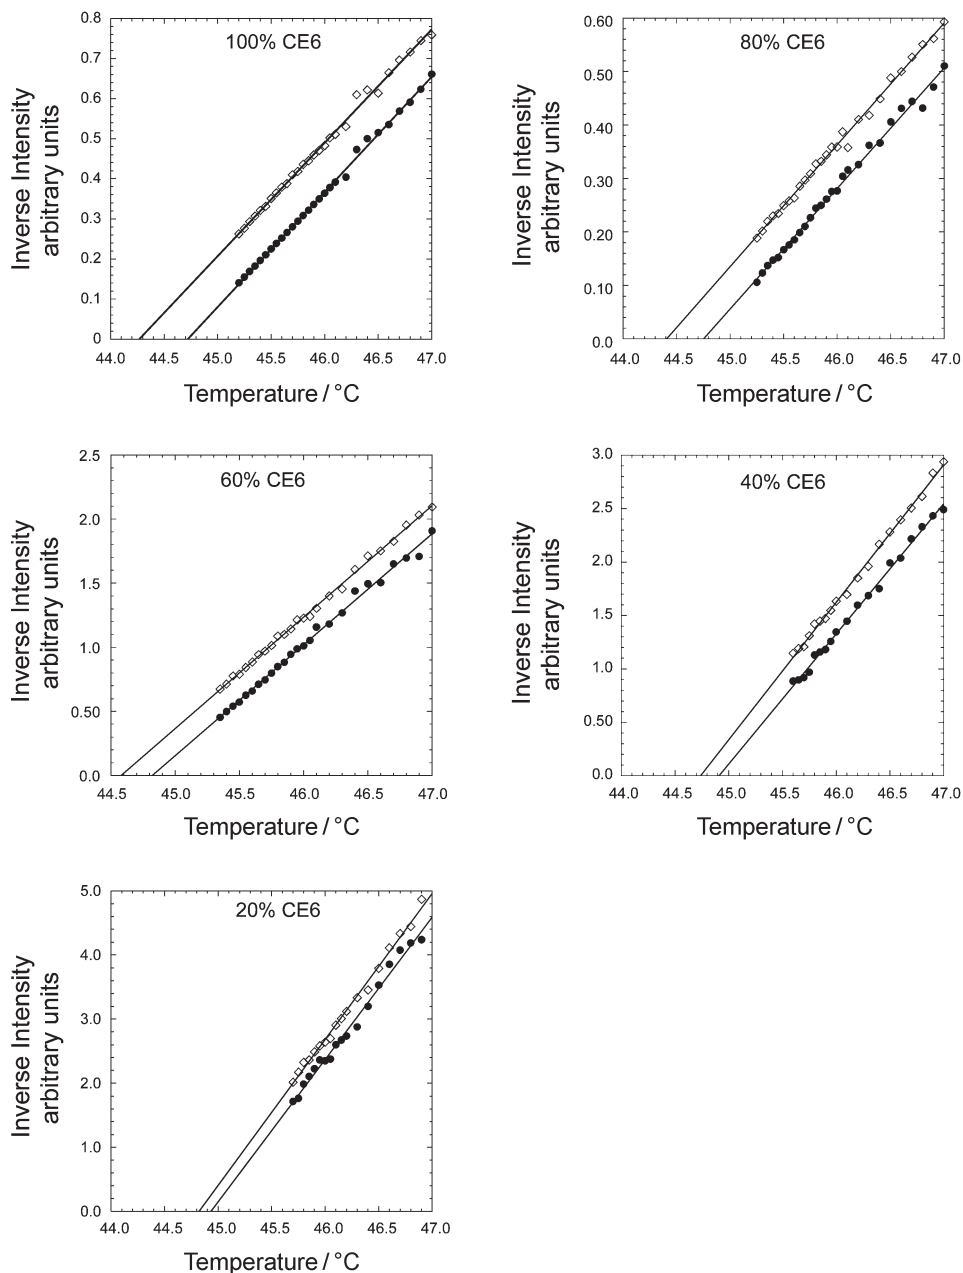 100% CE6
Inverse Intensity
arbitrary units
0.8
0.7
0.6
0.5
0.4
0.3
0.2
0.1
0
44.0 44.5 45.0 45.5 46.0 46.5 47.0
Temperature / °C
80% CE6
Inverse Intensity
arbitrary units
0.60
0.50
0.40
0.30
0.20
0.10
0.0
44.0 44.5 45.0 45.5 46.0 46.5 47.0
Temperature / °C
60% CE6
Inverse Intensity
arbitrary units
2.5
2.0
1.5
1.0
0.50
0.0
44.5 45.0 45.5 46.0 46.5 47.0
Temperature / °C
40% CE6
Inverse Intensity
arbitrary units
3.0
2.5
2.0
1.5
1.0
0.50
0.0
44.0 44.5 45.0 45.5 46.0 46.5 47.0
Temperature / °C
20% CE6
Inverse Intensity
arbitrary units
5.0
4.0
3.0
2.0
1.0
0.0
44.0 44.5 45.0 45.5 46.0 46.5 47.0
Temperature / °C